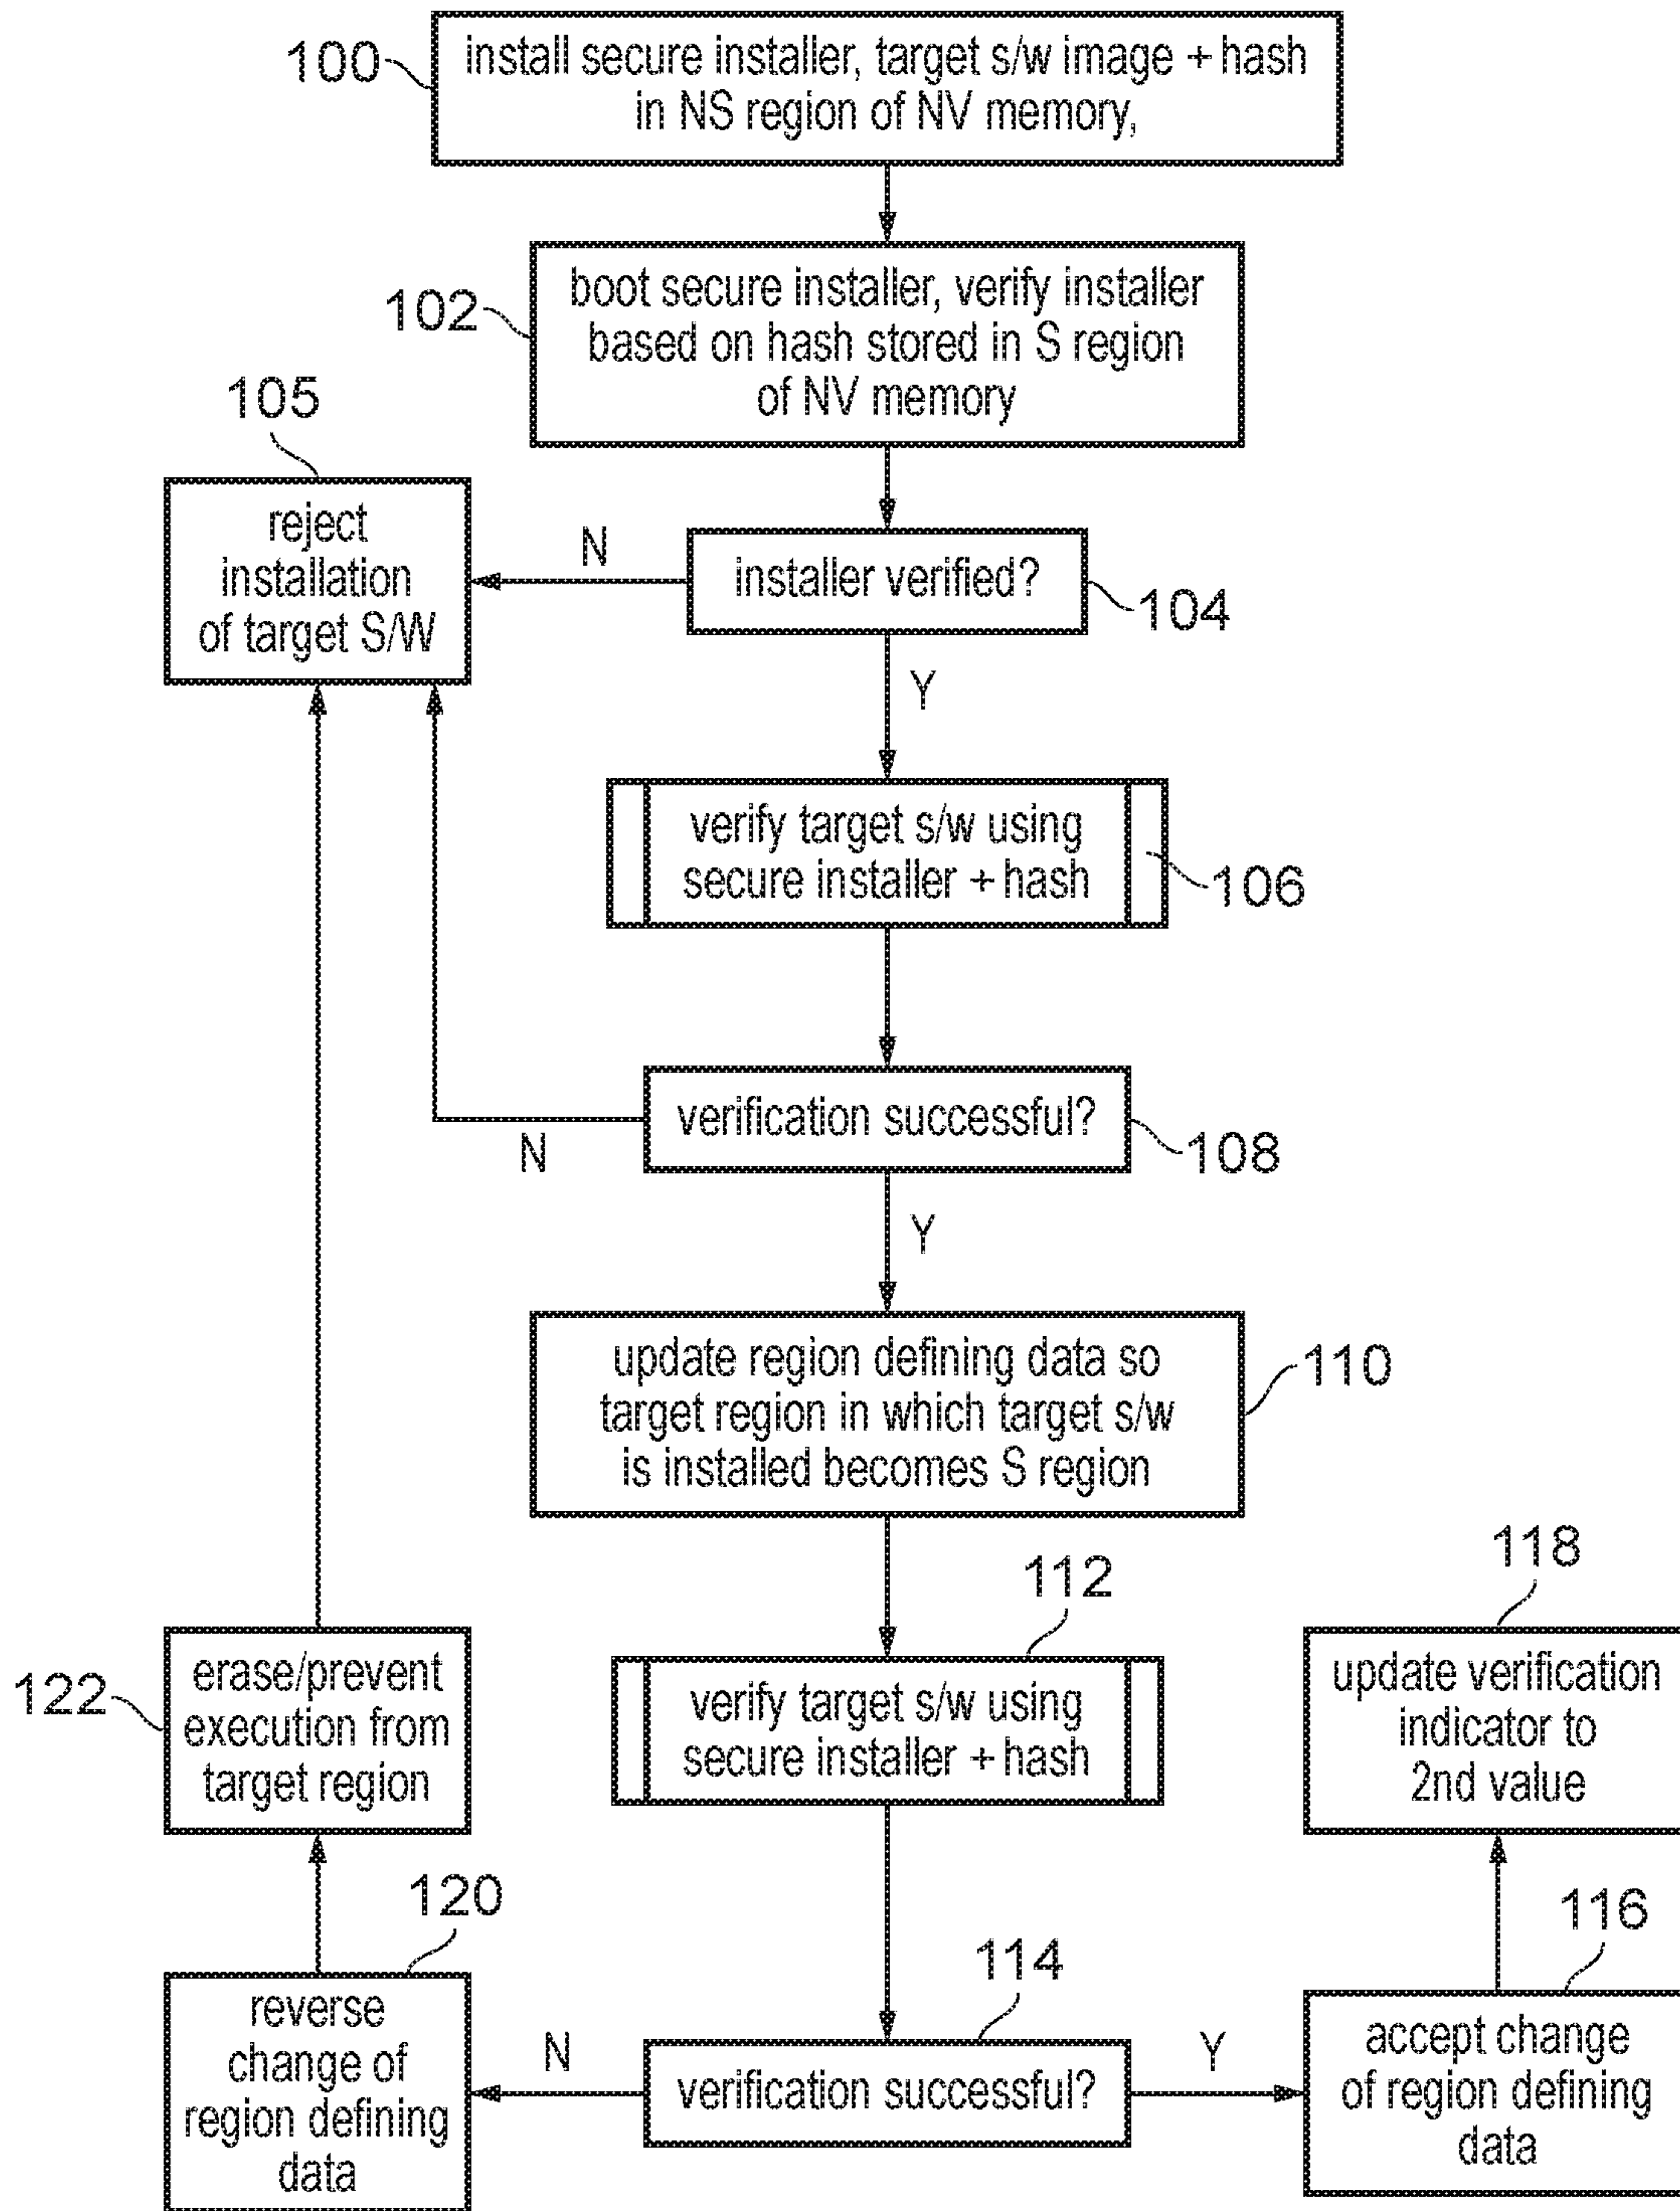 100
install secure installer, target s/w image + hash
in NS region of NV memory,
102
boot secure installer, verify installer
based on hash stored in S region
of NV memory
105
reject
installation
of target S/W
N
installer verified?
104
Y
verify target s/w using
secure installer + hash
106
verification successful?
108
N
Y
update region defining data so
target region in which target s/w
is installed becomes S region
110
112
verify target s/w using
secure installer + hash
118
update verification
indicator to
2nd value
122
erase/prevent
execution from
target region
120
reverse
change of
region defining
data
N
114
verification successful?
Y
116
accept change
of region defining
data